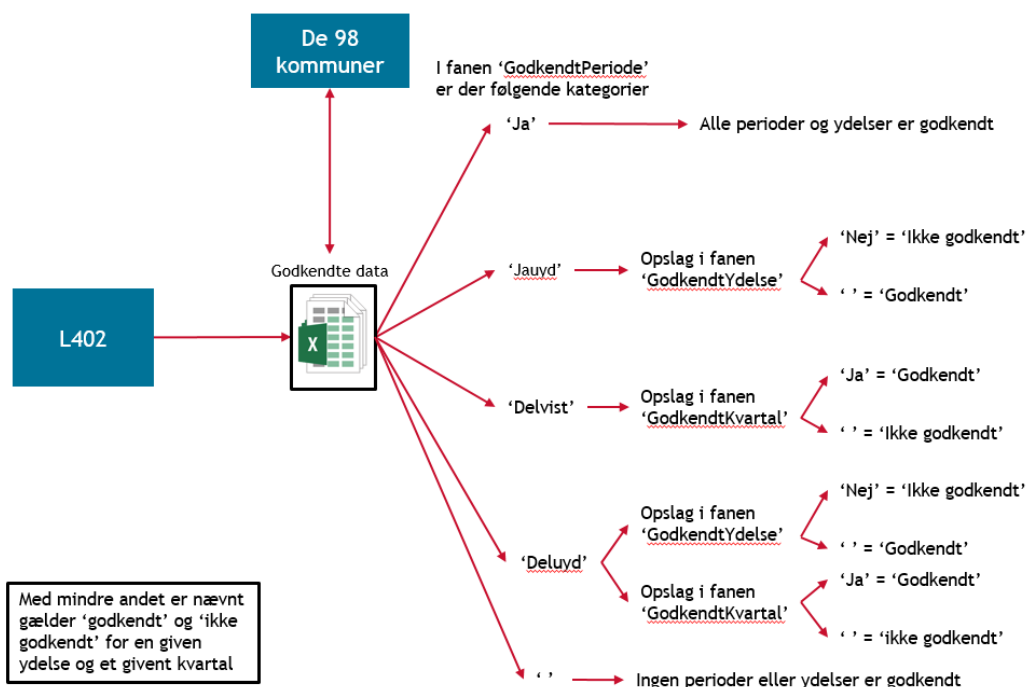 De 98
kommuner
I fanen ‘GodkendtPeriode’
er der følgende kategorier
‘Ja’
Alle perioder og ydelser er godkendt
Godkendte data
L402
X
‘Jauyd’
Opslag i fanen
‘GodkendtYdelse’
‘Nej’ = ‘Ikke godkendt’
‘ ’ = ‘Godkendt’
‘Delvist’
Opslag i fanen
‘GodkendtKvartal’
‘Ja’ = ‘Godkendt’
‘ ’ = ‘Ikke godkendt’
‘Deluyd’
Opslag i fanen
‘GodkendtYdelse’
‘Nej’ = ‘Ikke godkendt’
‘ ’ = ‘Godkendt’
Opslag i fanen
‘GodkendtKvartal’
‘Ja’ = ‘Godkendt’
‘ ’ = ‘ikke godkendt’
‘ ’
Ingen perioder eller ydelser er godkendt
Med mindre andet er nævnt
gælder ‘godkendt’ og ‘ikke
godkendt’ for en given
ydelse og et givent kvartal